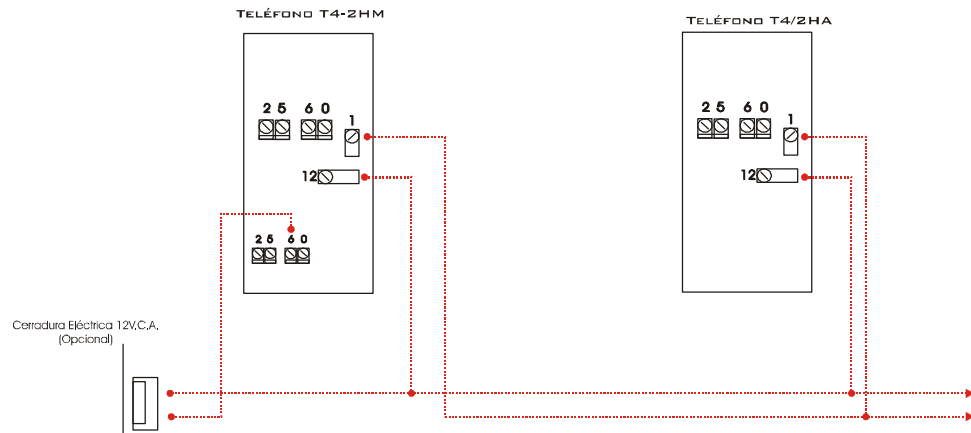 TELÉFONO T4-2HM
TELÉFONO T4/2HA
2 5 6 0
1
12
2 5 6 0
2 5 6 0
1
12
Cerradura Eléctrica 12V,C.A.
(Opcional)